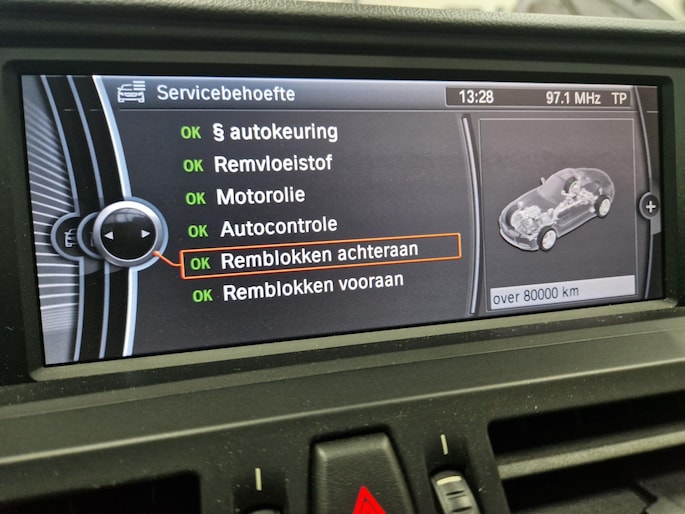 Servicebehoefte
13:28 97.1 MHz TP
OK § autokeuring
OK Remvloeistof
OK Motorolie
OK Autocontrole
OK Remblokken achteraan
OK Remblokken vooraan
over 80000 km